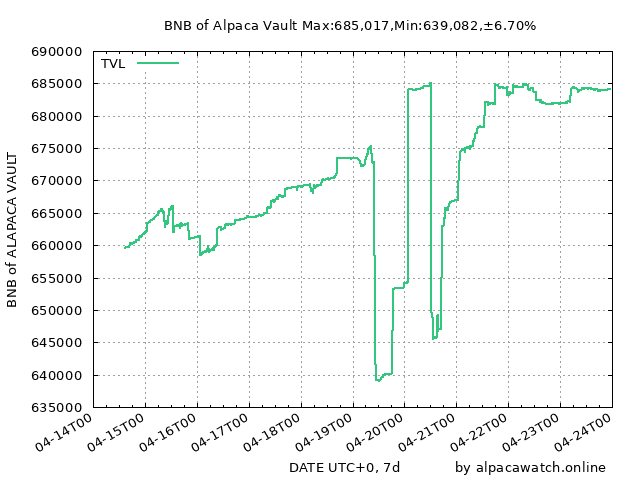 BNB of Alpaca Vault Max:685,017,Min:639,082,±6.70%
690000
TVL
685000
680000
675000
670000
665000
660000
655000
650000
645000
640000
635000
BNB of ALAPACA VAULT
04-14T00
04-15T00
04-16T00
04-17T00
04-18T00
04-19T00
04-20T00
04-21T00
04-22T00
04-23T00
04-24T00
DATE UTC+0, 7d
by alpacawatch.online